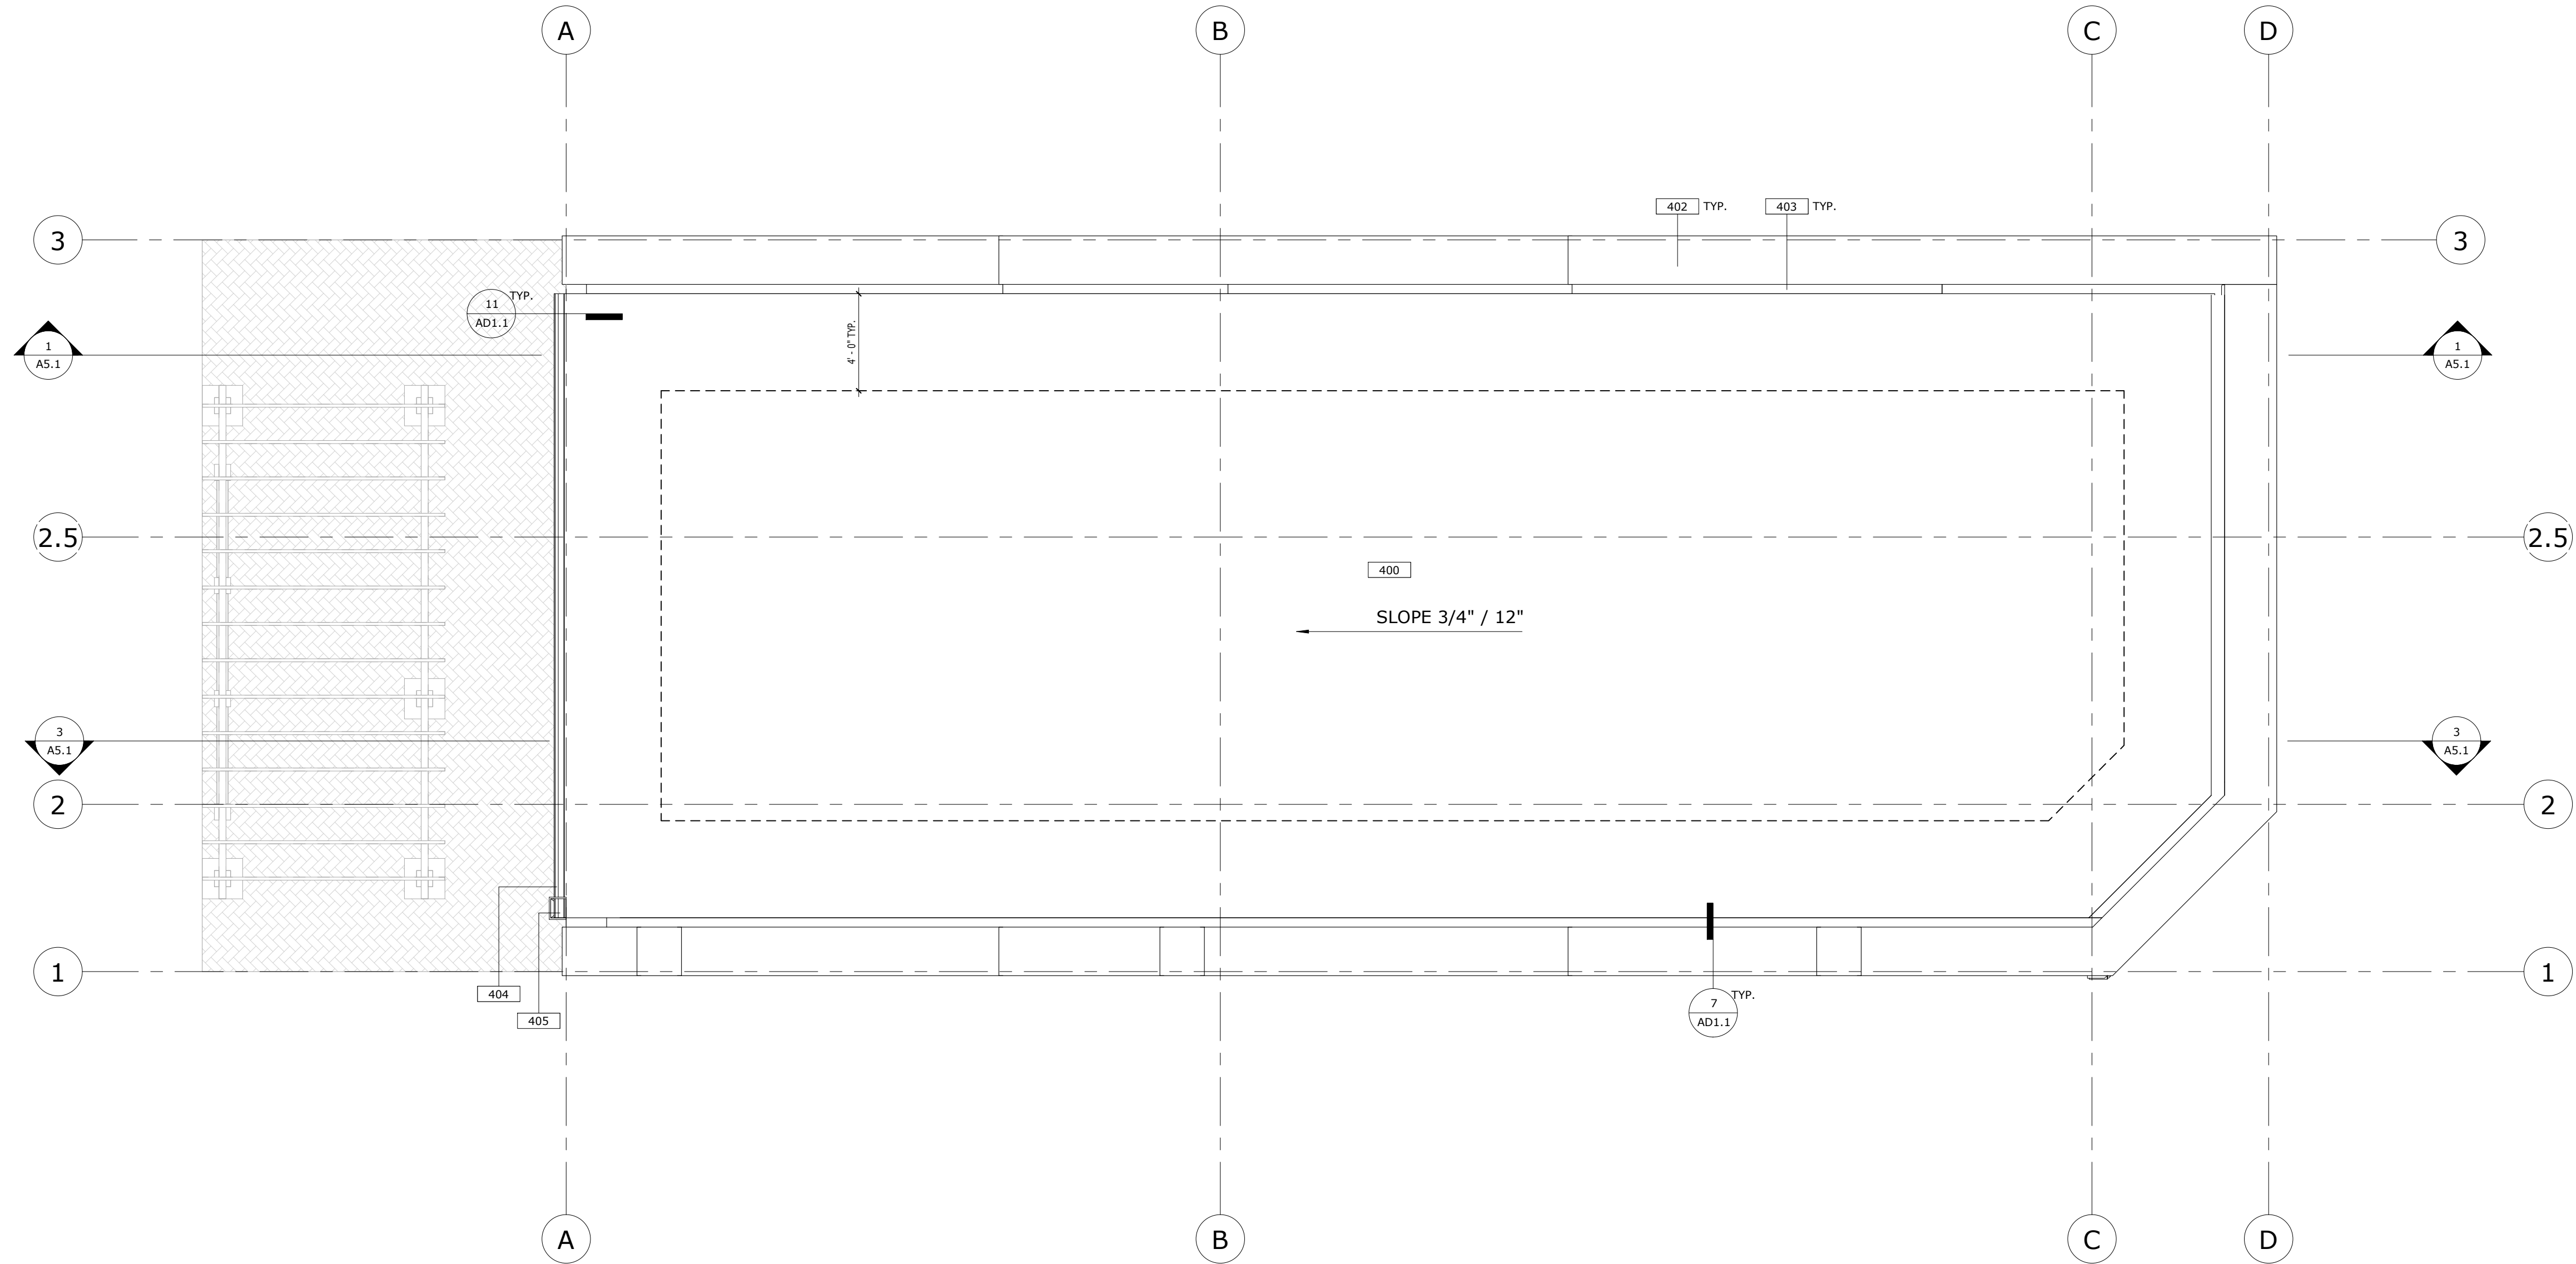 A
B
C
D
402 TYP.
403 TYP.
3
3
11
AD1.1
TYP.
4' - 0" TYP.
1
A5.1
1
A5.1
2.5
2.5
400
SLOPE 3/4" / 12"
3
A5.1
3
A5.1
2
2
1
1
404
405
7
AD1.1
TYP.
A
B
C
D